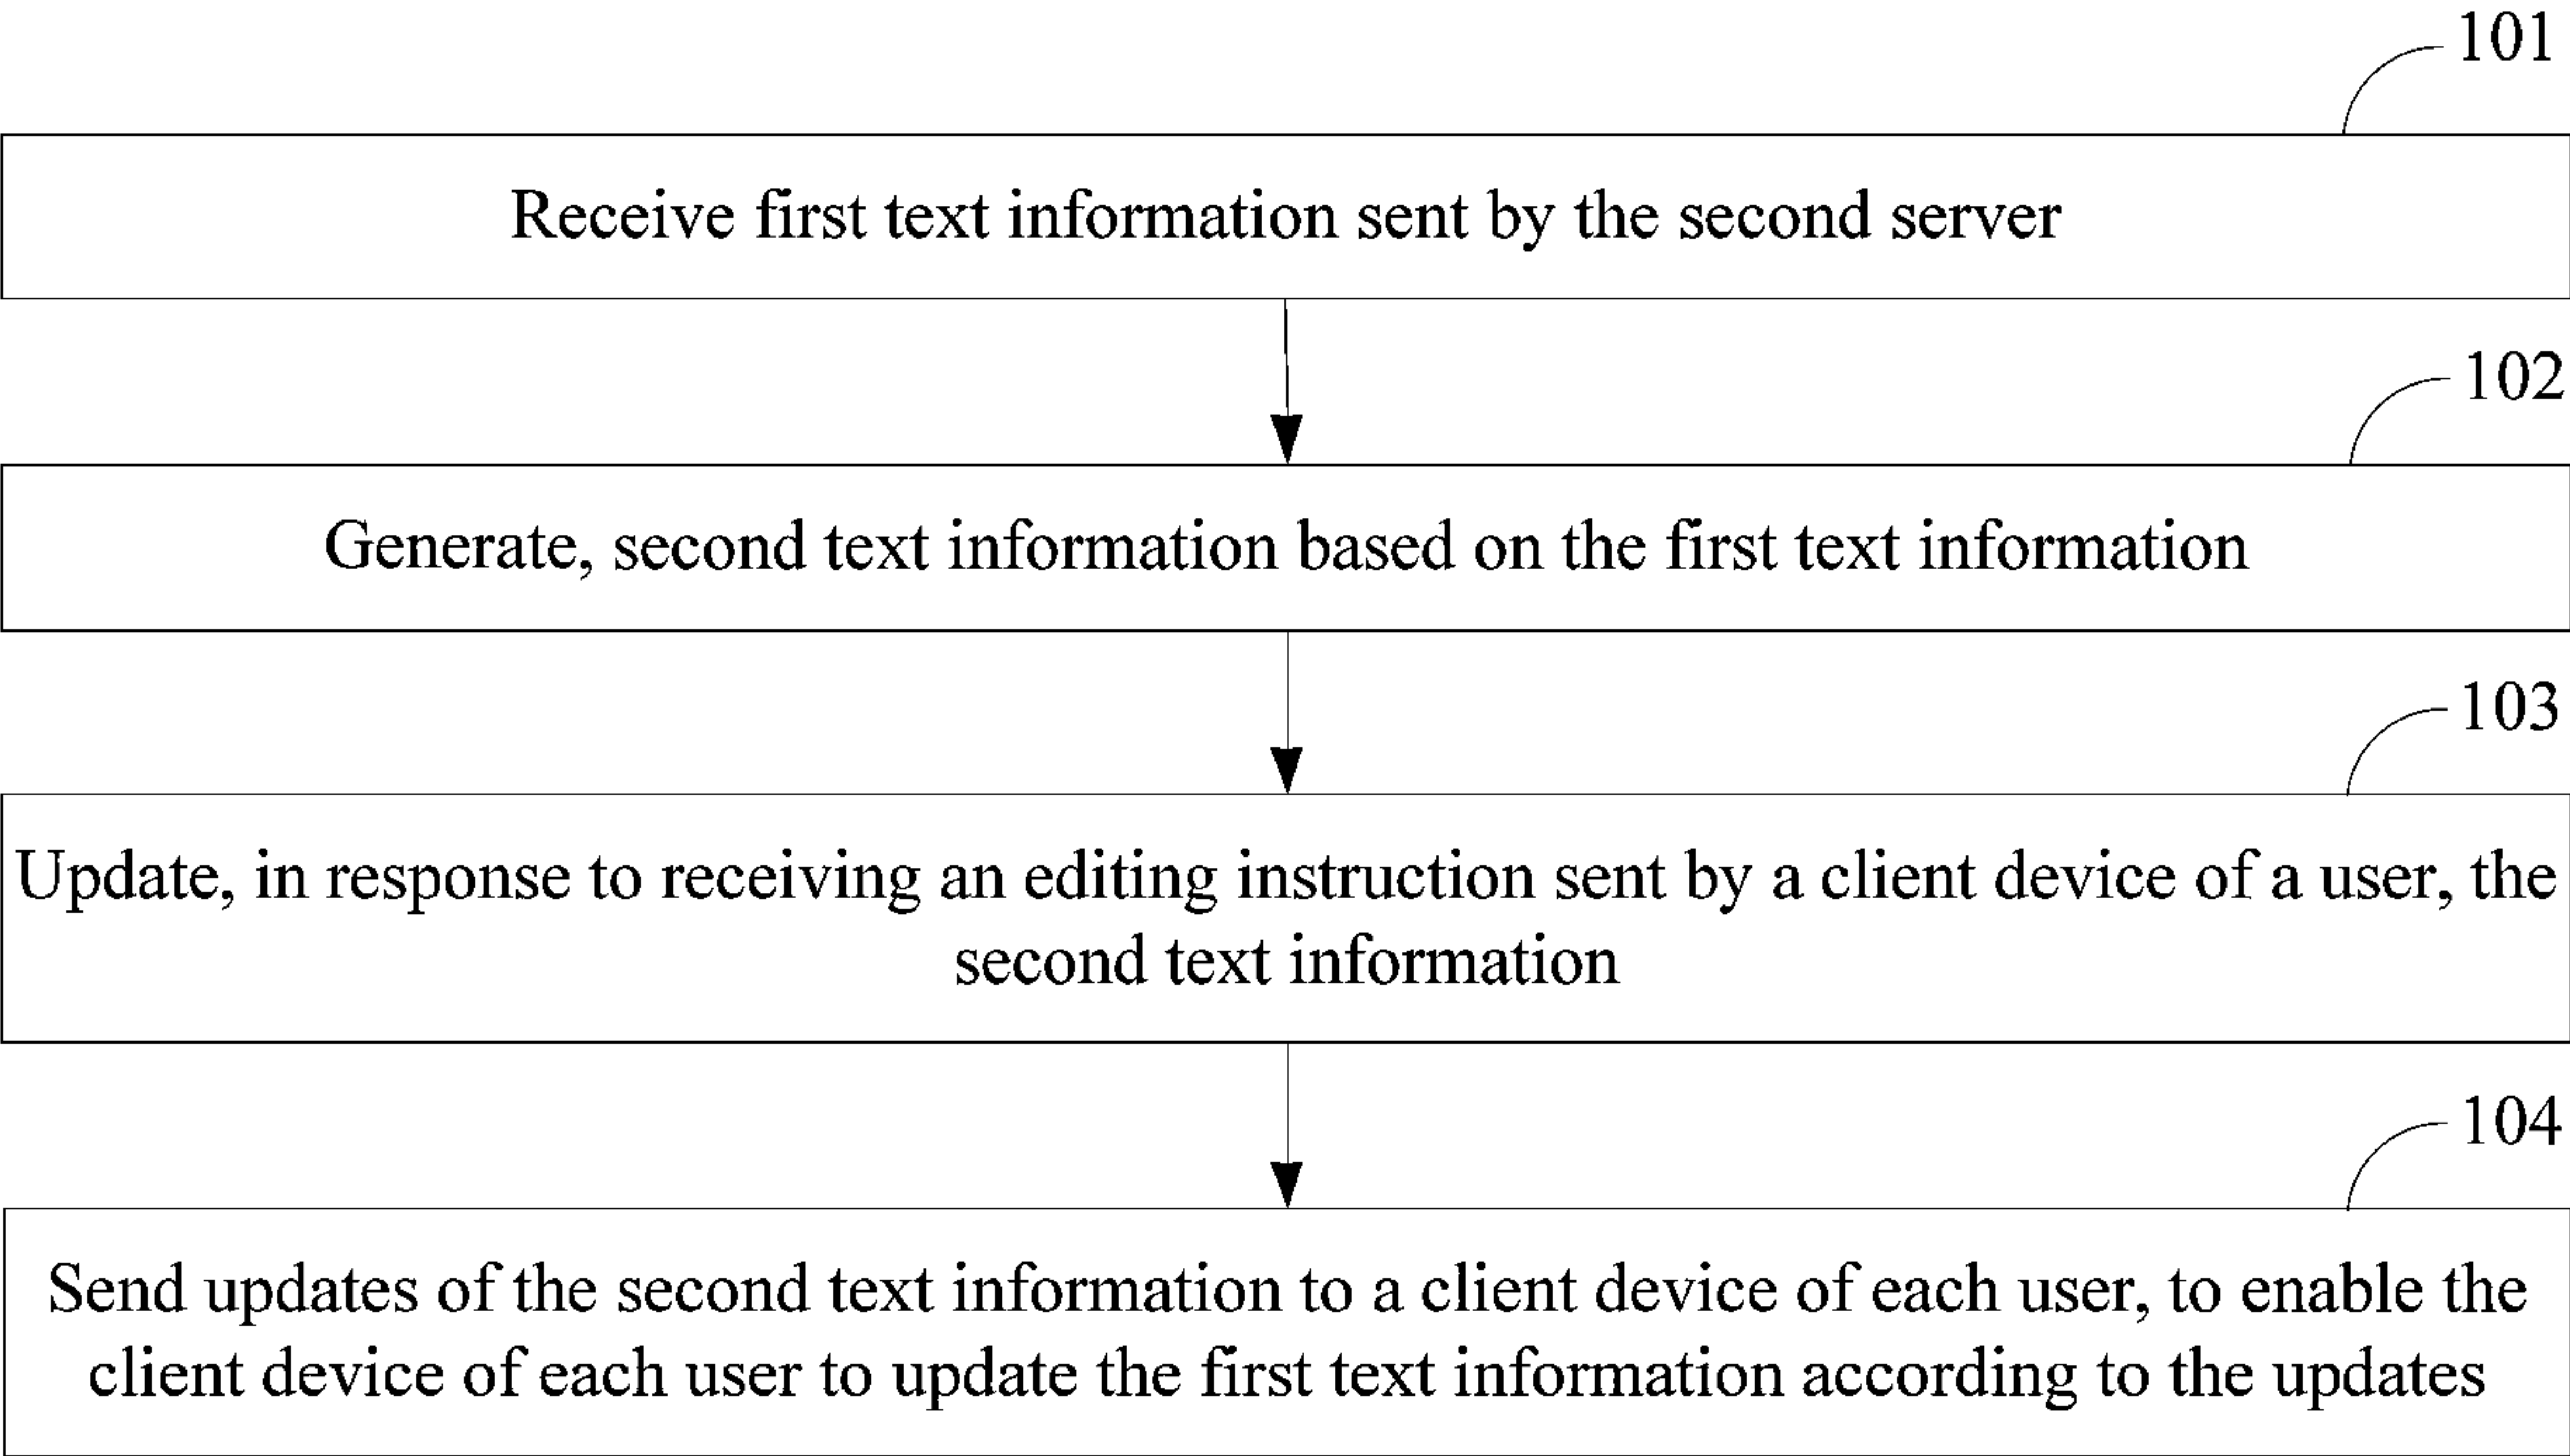 101
Receive first text information sent by the second server
102
Generate, second text information based on the first text information
103
Update, in response to receiving an editing instruction sent by a client device of a user, the
second text information
104
Send updates of the second text information to a client device of each user, to enable the
client device of each user to update the first text information according to the updates